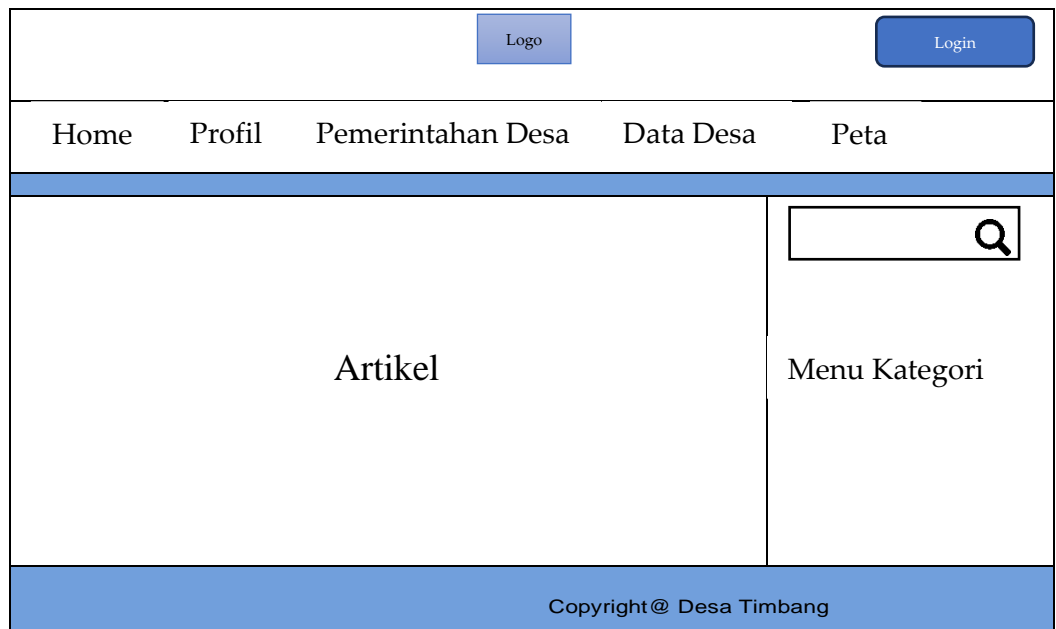 Logo
Login
Home Profil Pemerintahan Desa Data Desa Peta
Artikel
Menu Kategori
Copyright@ Desa Timbang